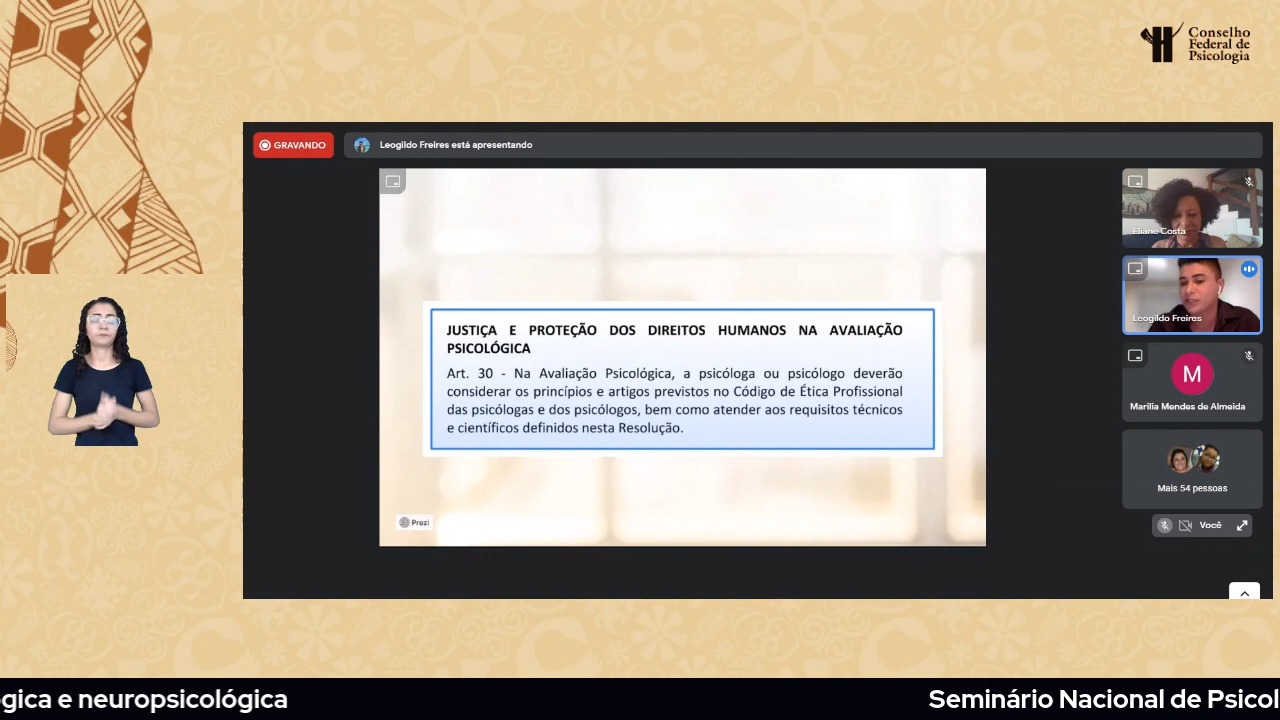 Conselho
Federal de
Psicologia
GRAVANDO
Leogildo Freires está apresentando
Eliane Costa
JUSTIÇA E PROTEÇÃO DOS DIREITOS HUMANOS NA AVALIAÇÃO
PSICOLÓGICA
Art. 30 - Na Avaliação Psicológica, a psicóloga ou psicólogo deverão
considerar os princípios e artigos previstos no Código de Ética Profissional
das psicólogas e dos psicólogos, bem como atender aos requisitos técnicos
e científicos definidos nesta Resolução.
Leogildo Freires
M
Marilia Mendes de Almeida
Mais 54 pessoas
Prezi
Você
ógica e neuropsicológica
Seminário Nacional de Psicol